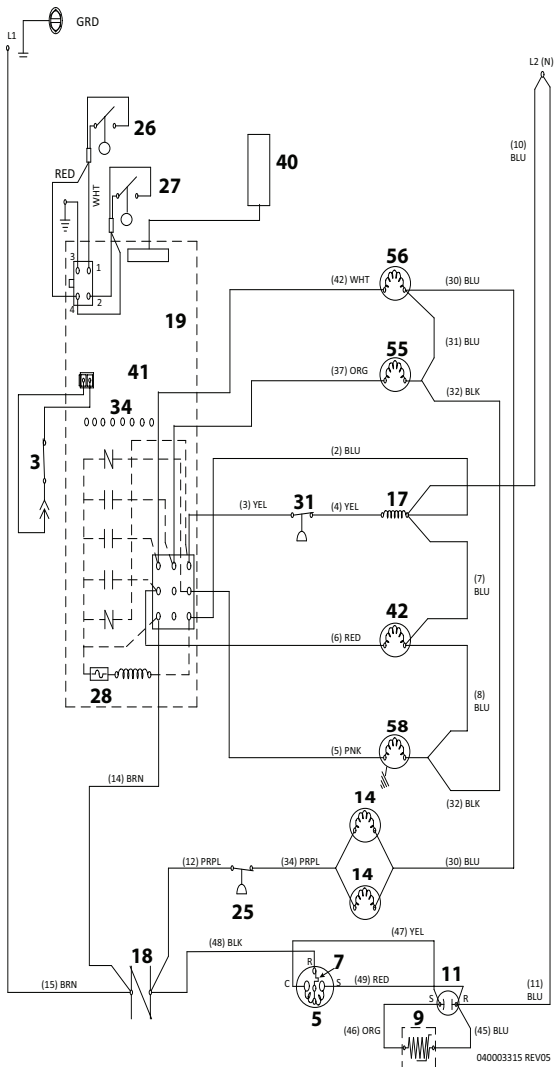 GRD
L1
L2 (N)
(10)
BLU
26
40
RED
WHT
27
3
1
4
2
19
56
(42) WHT
(30) BLU
(31) BLU
55
(37) ORG
(32) BLK
41
34
3
(2) BLU
31
(3) YEL
(4) YEL
17
(7)
BLU
42
(6) RED
28
(8)
BLU
58
(5) PNK
(14) BRN
(32) BLK
14
(12) PRPL
(34) PRPL
(30) BLU
14
25
(47) YEL
(48) BLK
18
R
7
(15) BRN
C
S
(49) RED
11
(11)
BLU
5
S
R
9
(46) ORG
(45) BLU
040003315 REV05